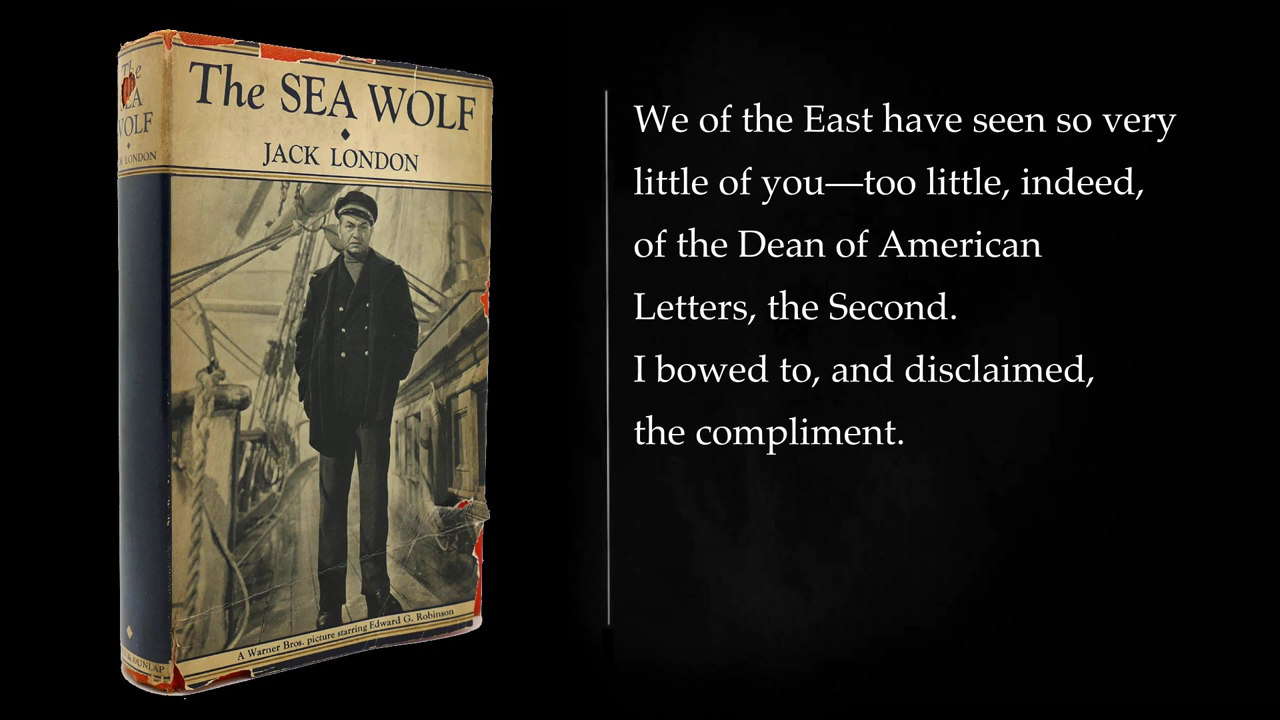 The
SEA
WOLF
LONDON
The SEA WOLF
JACK LONDON
A Warner Bros. picture starring Edward G. Robinson
DUNLAP
We of the East have seen so very
little of you—too little, indeed,
of the Dean of American
Letters, the Second.
I bowed to, and disclaimed,
the compliment.